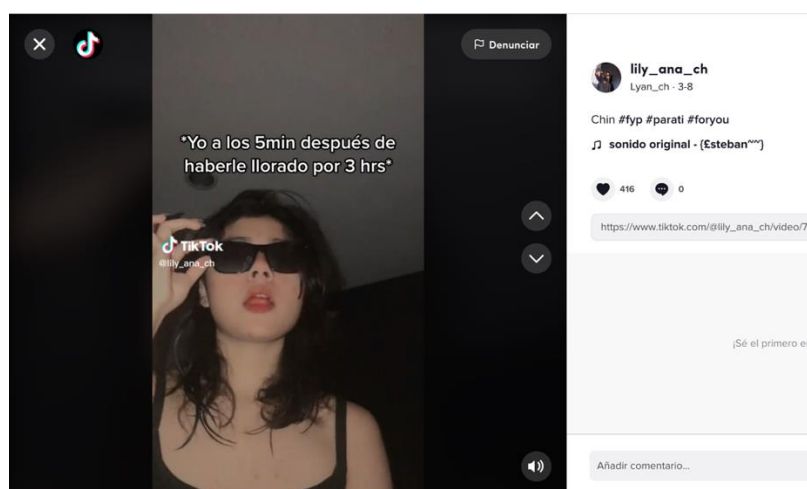 Denunciar
*Yo a los 5min después de
haberle llorado por 3 hrs*
TikTok
@lily_ana_ch
lily_ana_ch
Lyan_ch · 3-8
Chin #fyp #parati #foryou
sonido original - (£steban~~)
416
0
https://www.tiktok.com/@lily_ana_ch/video/7
¡Sé el primero e
Añadir comentario...